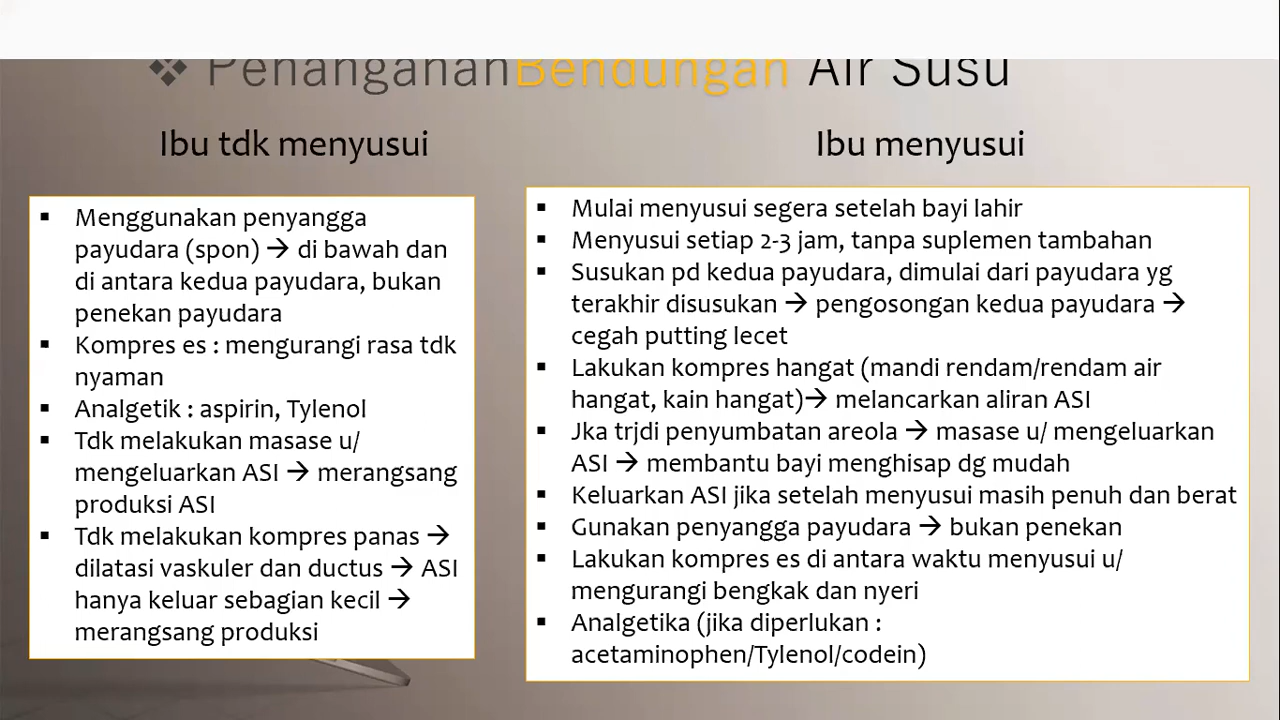 ❖ PenangananBendungan Air Susu
Ibu tdk menyusui
▪ Menggunakan penyangga
payudara (spon) → di bawah dan
di antara kedua payudara, bukan
penekan payudara
▪ Kompres es : mengurangi rasa tdk
nyaman
▪ Analgetik : aspirin, Tylenol
▪ Tdk melakukan masase u/
mengeluarkan ASI → merangsang
produksi ASI
▪ Tdk melakukan kompres panas →
dilatasi vaskuler dan ductus → ASI
hanya keluar sebagian kecil →
merangsang produksi
Ibu menyusui
▪ Mulai menyusui segera setelah bayi lahir
▪ Menyusui setiap 2-3 jam, tanpa suplemen tambahan
▪ Susukan pd kedua payudara, dimulai dari payudara yg
terakhir disusukan → pengosongan kedua payudara →
cegah putting lecet
▪ Lakukan kompres hangat (mandi rendam/rendam air
hangat, kain hangat)→ melancarkan aliran ASI
▪ Jka trjdi penyumbatan areola → masase u/ mengeluarkan
ASI → membantu bayi menghisap dg mudah
▪ Keluarkan ASI jika setelah menyusui masih penuh dan berat
▪ Gunakan penyangga payudara → bukan penekan
▪ Lakukan kompres es di antara waktu menyusui u/
mengurangi bengkak dan nyeri
▪ Analgetika (jika diperlukan :
acetaminophen/Tylenol/codein)